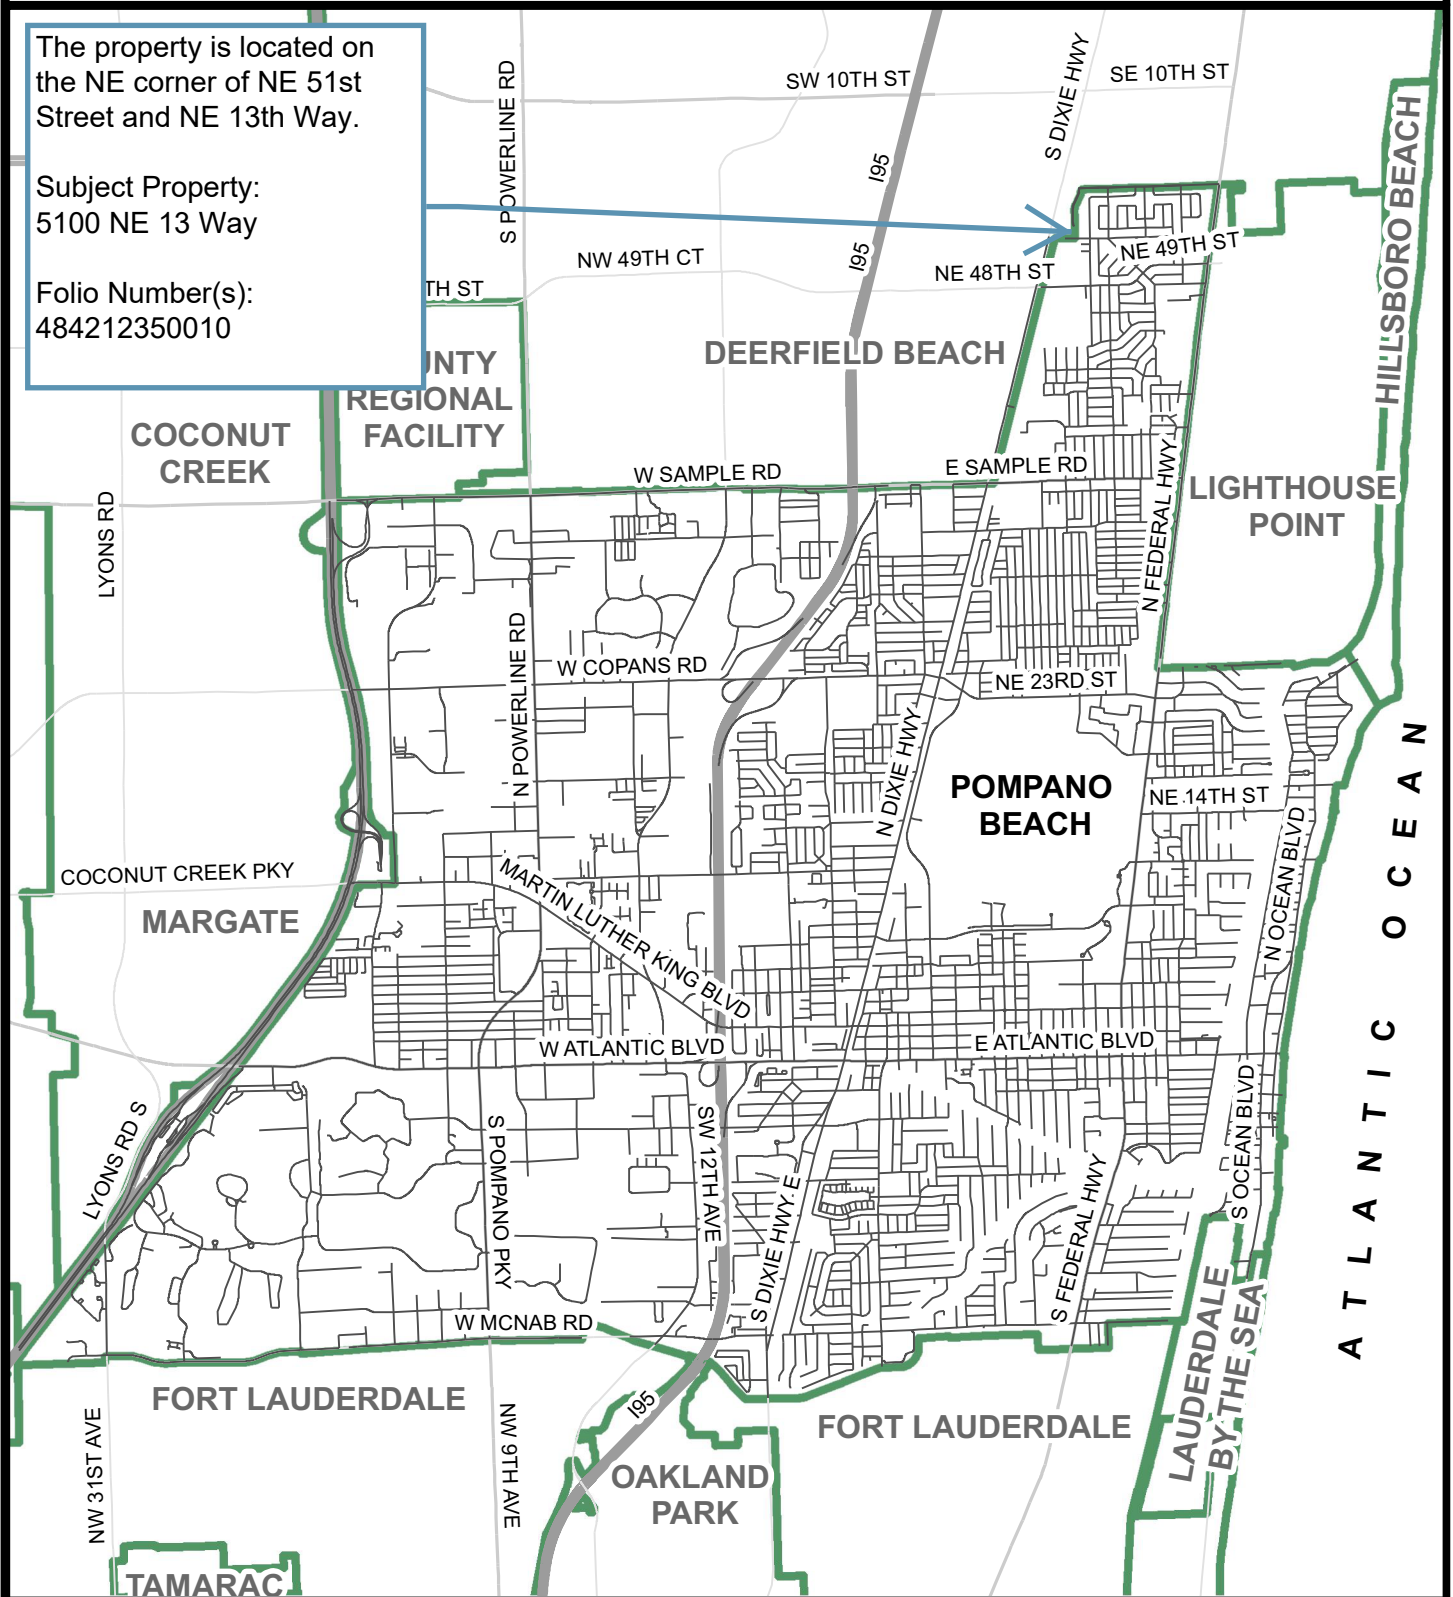 The property is located on
the NE corner of NE 51st
Street and NE 13th Way.
Subject Property:
5100 NE 13 Way
Folio Number(s):
484212350010
S POWERLINE RD
SW 10TH ST
S DIXIE HWY
SE 10TH ST
I95
I95
HILLSBORO BEACH
NW 49TH CT
NE 48TH ST
NE 49TH ST
TH ST
UNTY
REGIONAL
FACILITY
DEERFIELD BEACH
COCONUT
CREEK
LYONS RD
W SAMPLE RD
E SAMPLE RD
N FEDERAL HWY
LIGHTHOUSE
POINT
N POWERLINE RD
W COPANS RD
NE 23RD ST
N DIXIE HWY
POMPANO
BEACH
NE 14TH ST
N OCEAN BLVD
ATLANTIC OCEAN
COCONUT CREEK PKY
MARGATE
MARTIN LUTHER KING BLVD
W ATLANTIC BLVD
E ATLANTIC BLVD
LYONS RD S
S POMPANO PKY
SW 12TH AVE
S DIXIE HWY E
S FEDERAL HWY
S OCEAN BLVD
W MCNAB RD
FORT LAUDERDALE
FORT LAUDERDALE
LAUDERDALE
BY THE SEA
NW 31ST AVE
NW 9TH AVE
I95
OAKLAND
PARK
TAMARAC